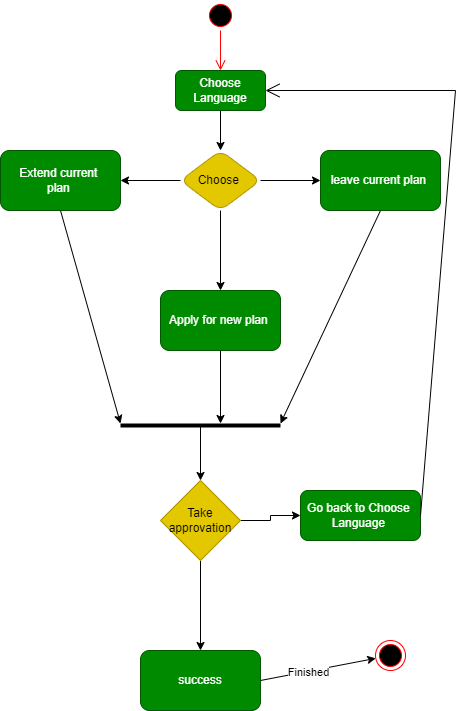 Choose
Language
Extend current
plan
Choose
leave current plan
Apply for new plan
Take
approvation
Go back to Choose
Language
success
Finished